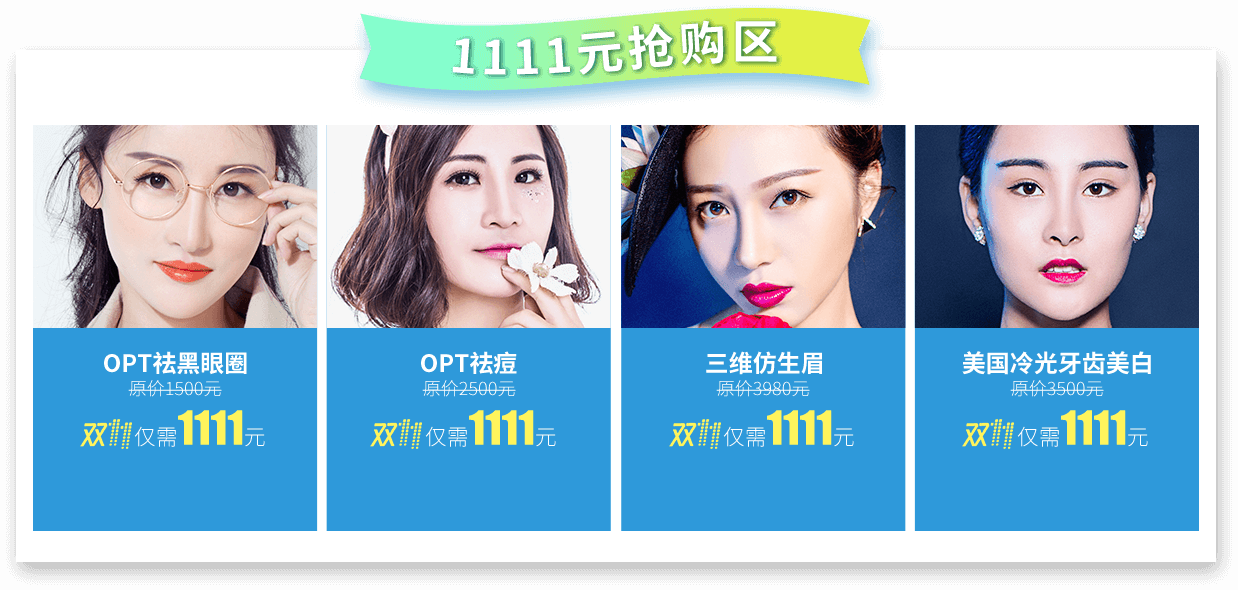 1111元抢购区
OPT祛黑眼圈
原价1500元
双11仅需1111元
OPT祛痘
原价2500元
双11仅需1111元
三维仿生眉
原价3980元
双11仅需1111元
美国冷光牙齿美白
原价3500元
双11仅需1111元